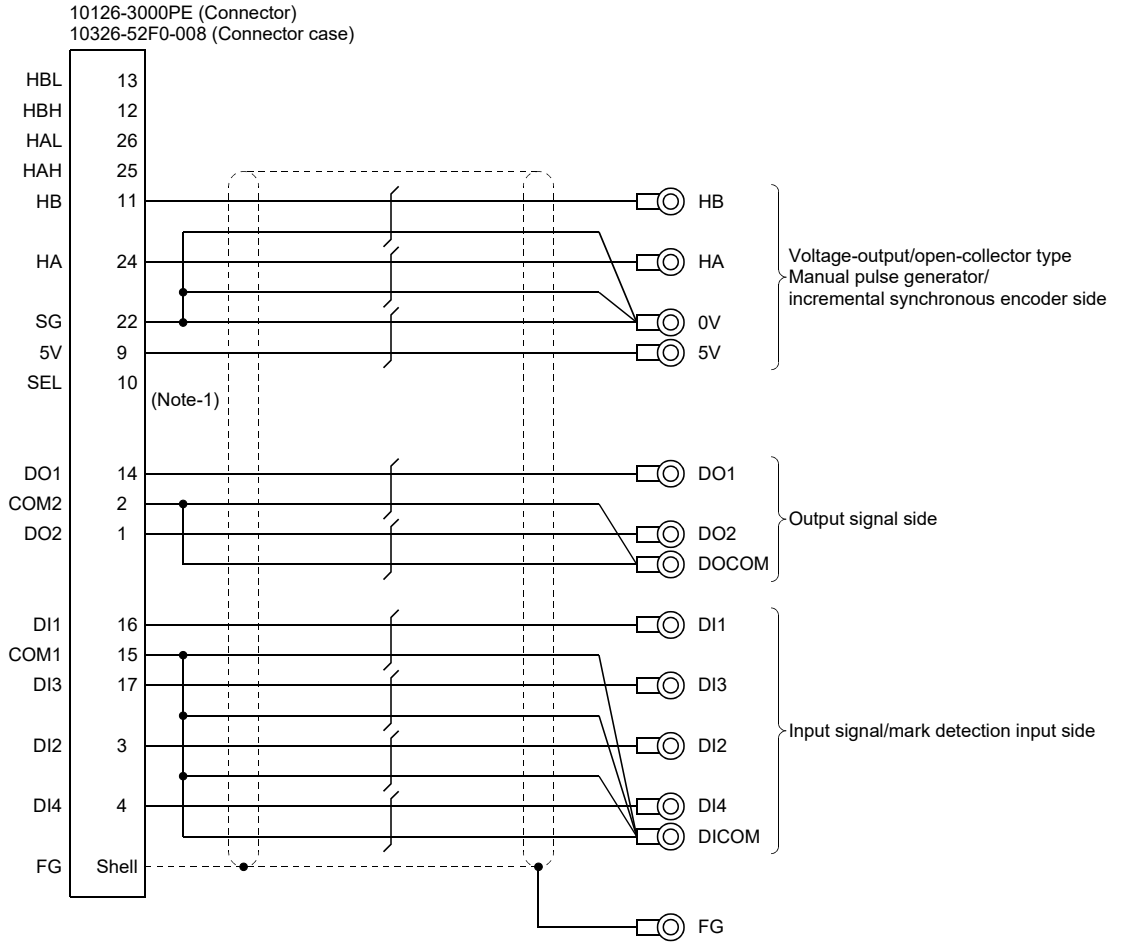 10126-3000PE (Connector)
10326-52F0-008 (Connector case)
HBL 13
HBH 12
HAL 26
HAH 25
HB 11 HB
HA 24 HA
Voltage-output/open-collector type
Manual pulse generator/
incremental synchronous encoder side
SG 22 0V
5V 9 5V
SEL 10
(Note-1)
DO1 14 DO1
COM2 2
Output signal side
DO2 1 DO2
DOCOM
DI1 16 DI1
COM1 15
DI3 17 DI3
Input signal/mark detection input side
DI2 3 DI2
DI4 4 DI4
DICOM
FG Shell
FG